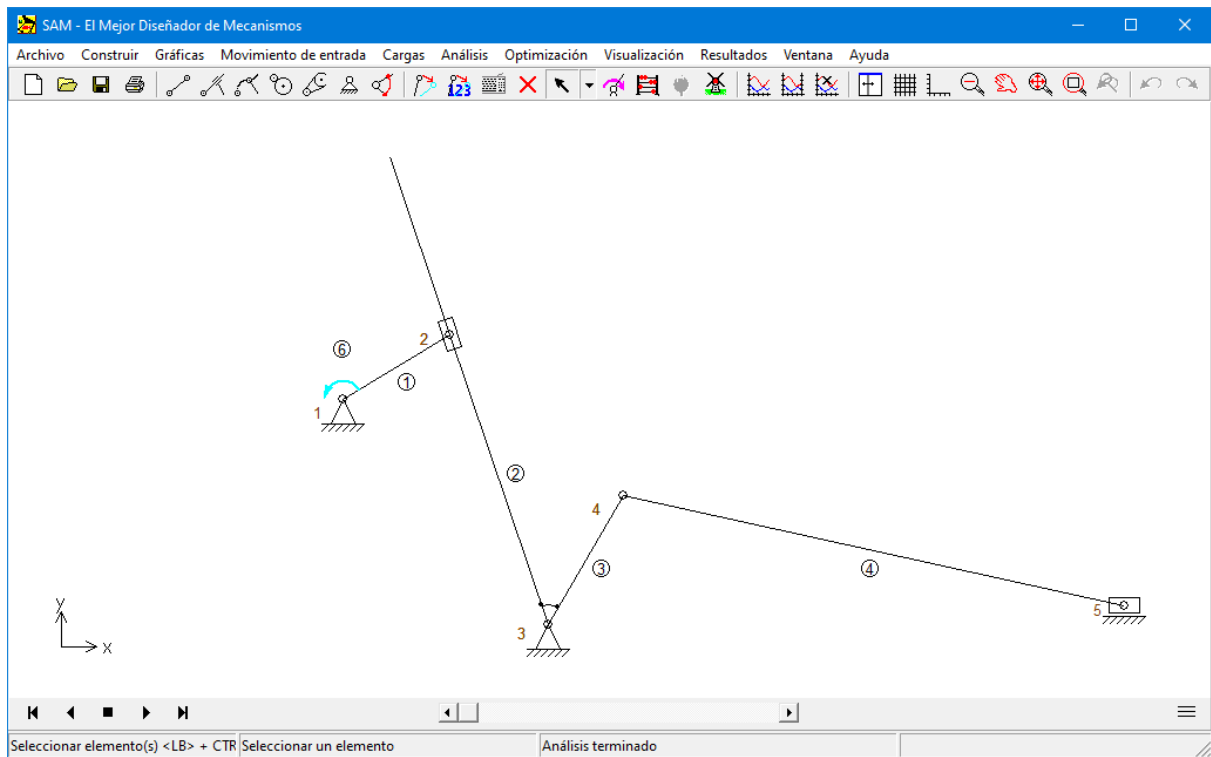 SAM - El Mejor Diseñador de Mecanismos
Archivo Construir Gráficas Movimiento de entrada Cargas Análisis Optimización Visualización Resultados Ventana Ayuda
123
2
6
1
1
2
4
3
4
5
3
y
x
Seleccionar elemento(s) <LB> + CTR Seleccionar un elemento Análisis terminado